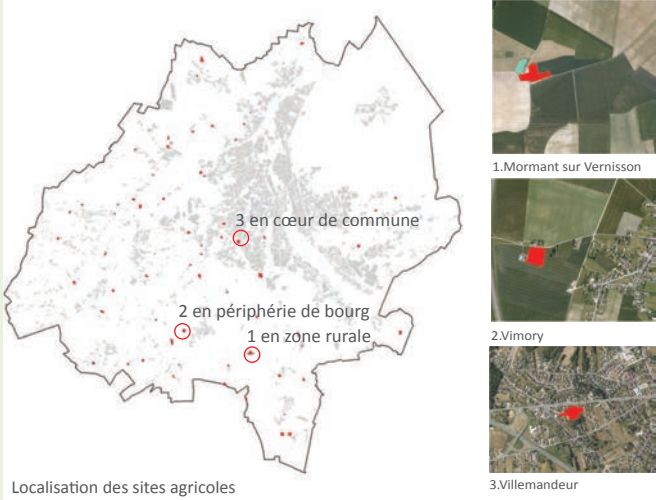 3 en cœur de commune
2 en périphérie de bourg
1 en zone rurale
Localisation des sites agricoles
1.Mormant sur Vernisson
2.Vimory
3.Villemandeur